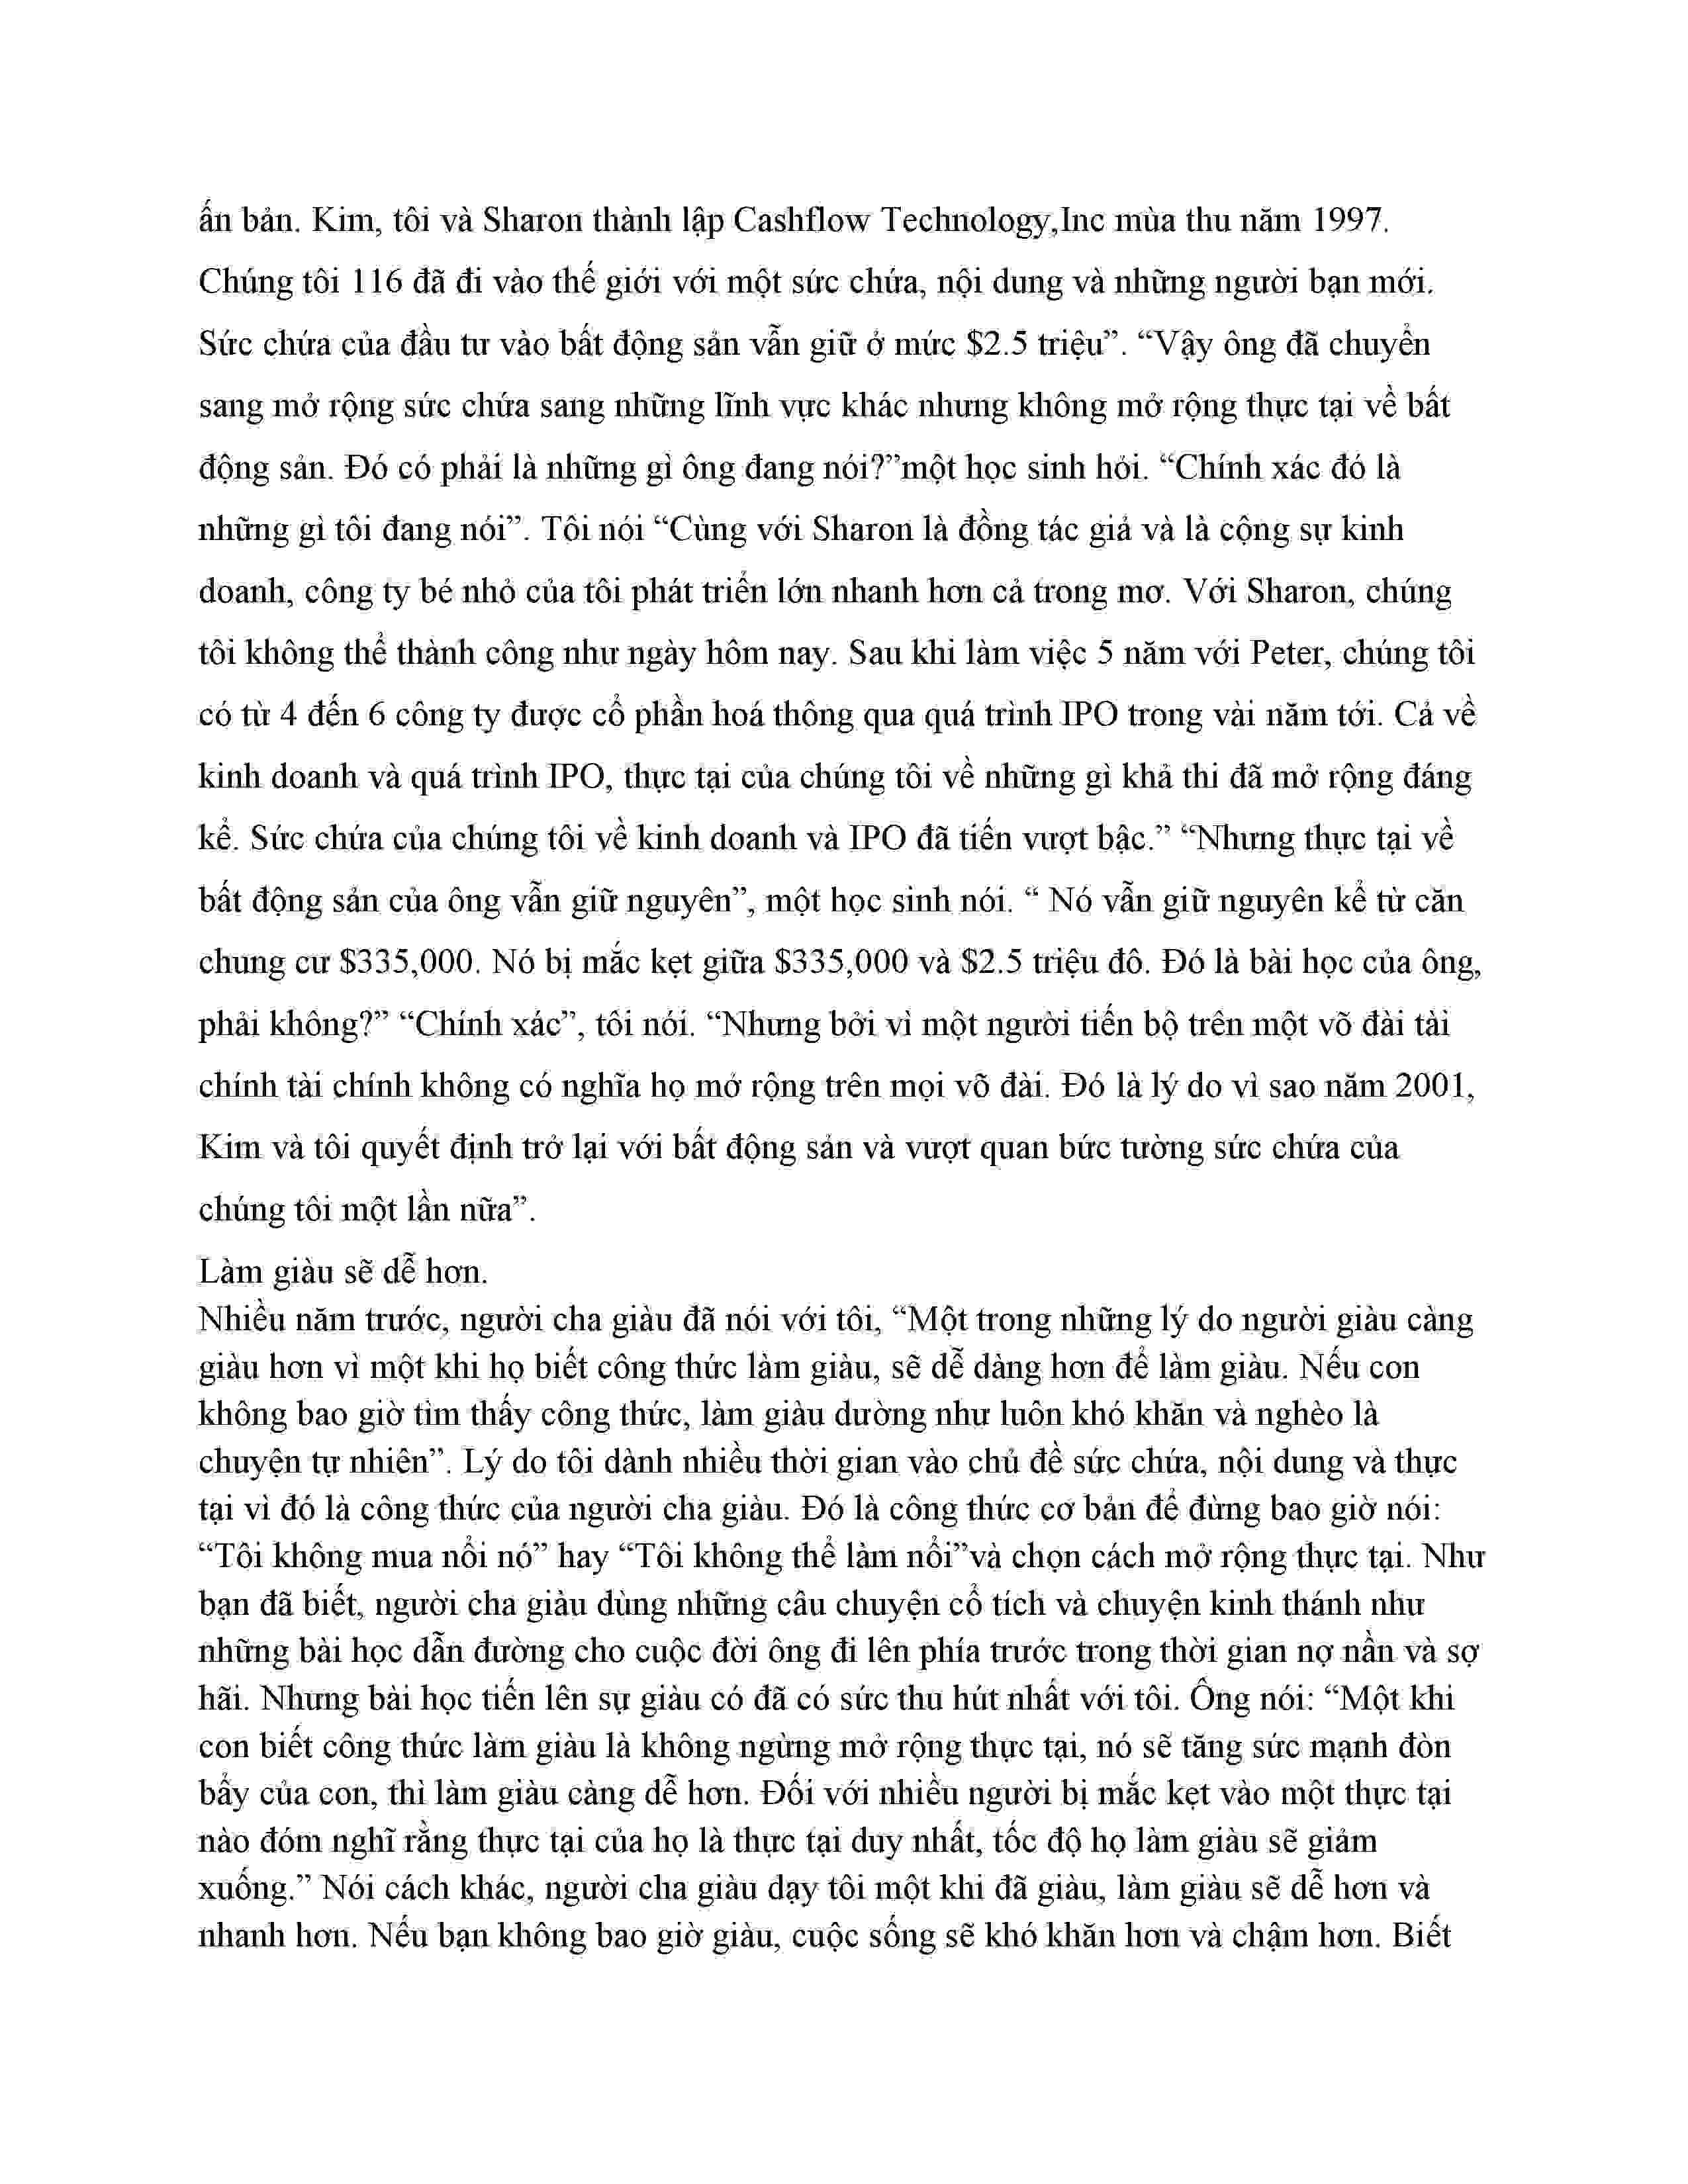 ấn bản. Kim, tôi và Sharon thành lập Cashflow Technology,Inc mùa thu năm 1997.
Chúng tôi 116 đã đi vào thế giới với một sức chứa, nội dung và những người bạn mới.
Sức chứa của đầu tư vào bất động sản vẫn giữ ở mức $2.5 triệu”. “Vậy ông đã chuyển
sang mở rộng sức chứa sang những lĩnh vực khác nhưng không mở rộng thực tại về bất
động sản. Đó có phải là những gì ông đang nói?”một học sinh hỏi. “Chính xác đó là
những gì tôi đang nói”. Tôi nói “Cùng với Sharon là đồng tác giả và là cộng sự kinh
doanh, công ty bé nhỏ của tôi phát triển lớn nhanh hơn cả trong mơ. Với Sharon, chúng
tôi không thể thành công như ngày hôm nay. Sau khi làm việc 5 năm với Peter, chúng tôi
có từ 4 đến 6 công ty được cổ phần hoá thông qua quá trình IPO trong vài năm tới. Cả về
kinh doanh và quá trình IPO, thực tại của chúng tôi về những gì khả thi đã mở rộng đáng
kể. Sức chứa của chúng tôi về kinh doanh và IPO đã tiến vượt bậc.” “Nhưng thực tại về
bất động sản của ông vẫn giữ nguyên”, một học sinh nói. “ Nó vẫn giữ nguyên kể từ căn
chung cư $335,000. Nó bị mắc kẹt giữa $335,000 và $2.5 triệu đô. Đó là bài học của ông,
phải không?” “Chính xác”, tôi nói. “Nhưng bởi vì một người tiến bộ trên một võ đài tài
chính tài chính không có nghĩa họ mở rộng trên mọi võ đài. Đó là lý do vì sao năm 2001,
Kim và tôi quyết định trở lại với bất động sản và vượt quan bức tường sức chứa của
chúng tôi một lần nữa”.
Làm giàu sẽ dễ hơn.
Nhiều năm trước, người cha giàu đã nói với tôi, “Một trong những lý do người giàu càng
giàu hơn vì một khi họ biết công thức làm giàu, sẽ dễ dàng hơn để làm giàu. Nếu con
không bao giờ tìm thấy công thức, làm giàu dường như luôn khó khăn và nghèo là
chuyện tự nhiên”. Lý do tôi dành nhiều thời gian vào chủ đề sức chứa, nội dung và thực
tại vì đó là công thức của người cha giàu. Đó là công thức cơ bản để đừng bao giờ nói:
“Tôi không mua nổi nó” hay “Tôi không thể làm nổi”và chọn cách mở rộng thực tại. Như
bạn đã biết, người cha giàu dùng những câu chuyện cổ tích và chuyện kinh thánh như
những bài học dẫn đường cho cuộc đời ông đi lên phía trước trong thời gian nợ nần và sợ
hãi. Nhưng bài học tiến lên sự giàu có đã có sức thu hút nhất với tôi. Ông nói: “Một khi
con biết công thức làm giàu là không ngừng mở rộng thực tại, nó sẽ tăng sức mạnh đòn
bẩy của con, thì làm giàu càng dễ hơn. Đối với nhiều người bị mắc kẹt vào một thực tại
nào đóm nghĩ rằng thực tại của họ là thực tại duy nhất, tốc độ họ làm giàu sẽ giảm
xuống.” Nói cách khác, người cha giàu dạy tôi một khi đã giàu, làm giàu sẽ dễ hơn và
nhanh hơn. Nếu bạn không bao giờ giàu, cuộc sống sẽ khó khăn hơn và chậm hơn. Biết